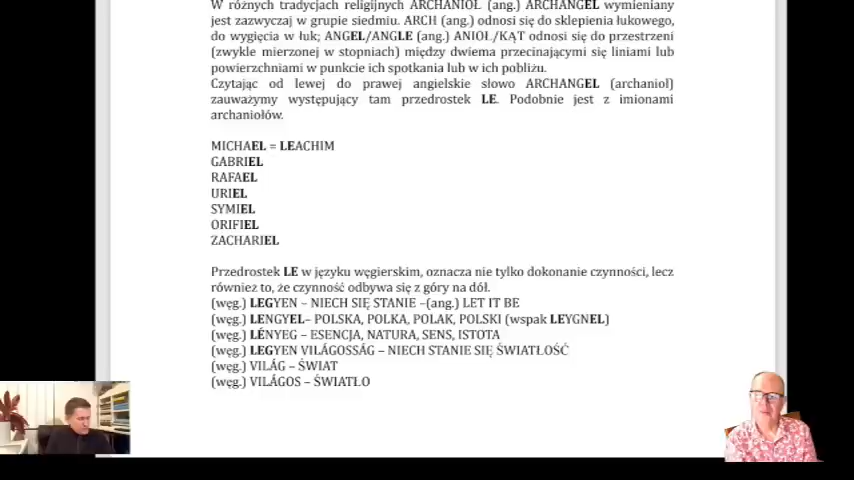 W różnych tradycjach religijnych ARCHANIOŁ (ang.) ARCHANGEL wymieniany
jest zazwyczaj w grupie siedmiu. ARCH (ang.) odnosi się do sklepienia łukowego,
do wygięcia w łuk; ANGEL/ANGLE (ang.) ANIOŁ/KĄT odnosi się do przestrzeni
(zwykle mierzonej w stopniach) między dwiema przecinającymi się liniami lub
powierzchniami w punkcie ich spotkania lub w ich pobliżu.
Czytając od lewej do prawej angielskie słowo ARCHANGEL (archanioł)
zauważymy występujący tam przedrostek LE. Podobnie jest z imionami
archaniołów.
MICHAEL = LEACHIM
GABRIEL
RAFAEL
URIEL
SYMIEL
ORIFIEL
ZACHARIEL
Przedrostek LE w języku węgierskim, oznacza nie tylko dokonanie czynności, lecz
również to, że czynność odbywa się z góry na dół.
(węg.) LEGYEN – NIECH SIĘ STANIE –(ang.) LET IT BE
(węg.) LENGYEL– POLSKA, POLKA, POLAK, POLSKI (wspak LEYGNEL)
(węg.) LÉNYEG – ESENCJA, NATURA, SENS, ISTOTA
(węg.) LEGYEN VILÁGOSSÁG – NIECH STANIE SIĘ ŚWIATŁOŚĆ
(węg.) VILÁG – ŚWIAT
(węg.) VILÁGOS – ŚWIATŁO